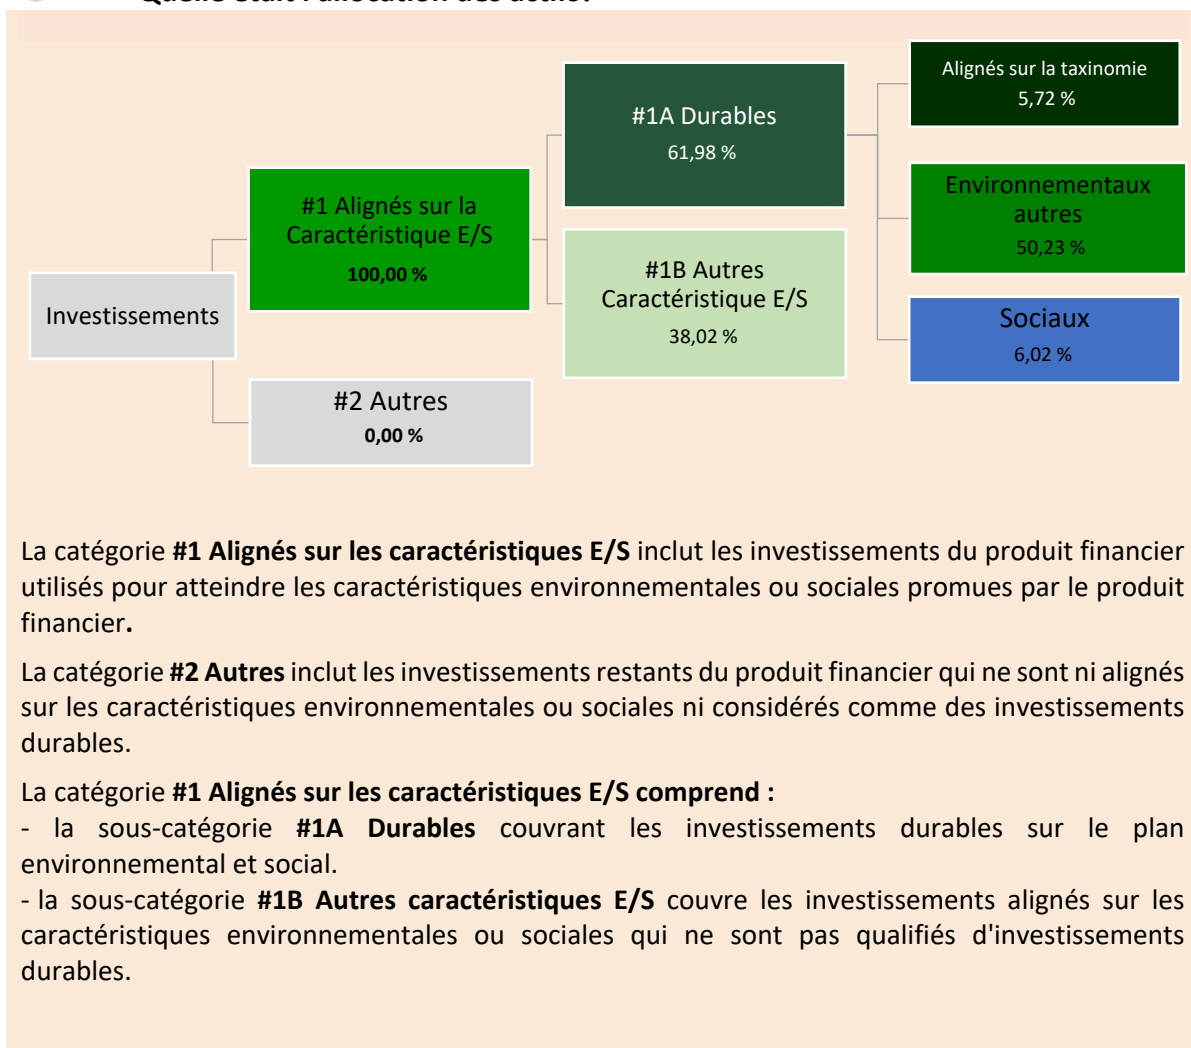 Investissements
#1 Alignés sur la
Caractéristique E/S
100,00 %
#2 Autres
0,00 %
#1A Durables
61,98 %
#1B Autres
Caractéristique E/S
38,02 %
Alignés sur la taxinomie
5,72 %
Environnementaux
autres
50,23 %
Sociaux
6,02 %
La catégorie #1 Alignés sur les caractéristiques E/S inclut les investissements du produit financier
utilisés pour atteindre les caractéristiques environnementales ou sociales promues par le produit
financier.
La catégorie #2 Autres inclut les investissements restants du produit financier qui ne sont ni alignés
sur les caractéristiques environnementales ou sociales ni considérés comme des investissements
durables.
La catégorie #1 Alignés sur les caractéristiques E/S comprend :
- la sous-catégorie #1A Durables couvrant les investissements durables sur le plan
environnemental et social.
- la sous-catégorie #1B Autres caractéristiques E/S couvre les investissements alignés sur les
caractéristiques environnementales ou sociales qui ne sont pas qualifiés d'investissements
durables.